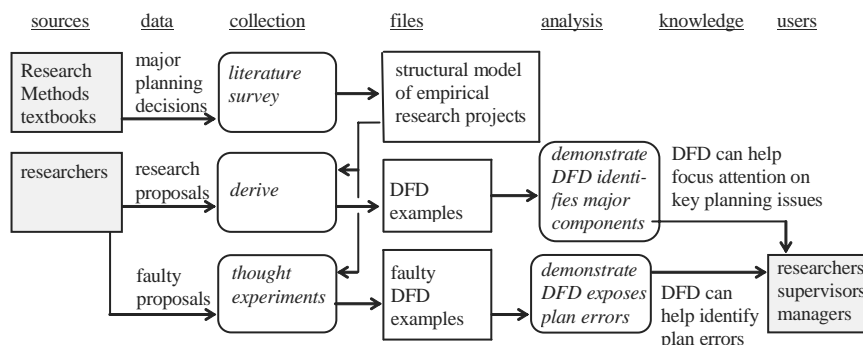 sources data collection files analysis knowledge users
Research
Methods
textbooks
major
planning
decisions
literature
survey
structural model
of empirical
research projects
researchers
research
proposals
derive
DFD
examples
demonstrate
DFD identi-
fies major
components
DFD can help
focus attention on
key planning issues
faulty
proposals
thought
experiments
faulty
DFD
examples
demonstrate
DFD exposes
plan errors
DFD can
help identify
plan errors
researchers
supervisors
managers